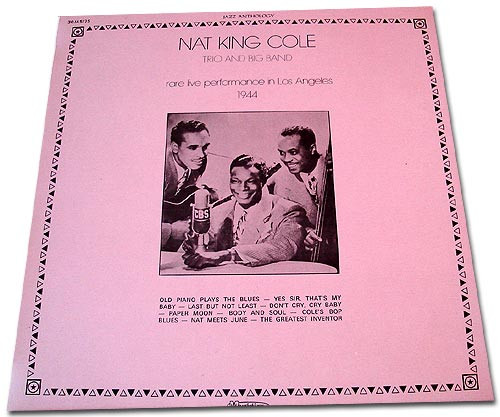 JAZZ ANTHOLOGY
NAT KING COLE
TRIO AND BIG BAND
rare live performance in Los Angeles
1944
CBS
OLD PIANO PLAYS THE BLUES — YES SIR, THAT'S MY
BABY — LAST BUT NOT LEAST — DON'T CRY, CRY BABY
— PAPER MOON — BODY AND SOUL — COLE'S BOP
BLUES — NAT MEETS JUNE — THE GREATEST INVENTOR